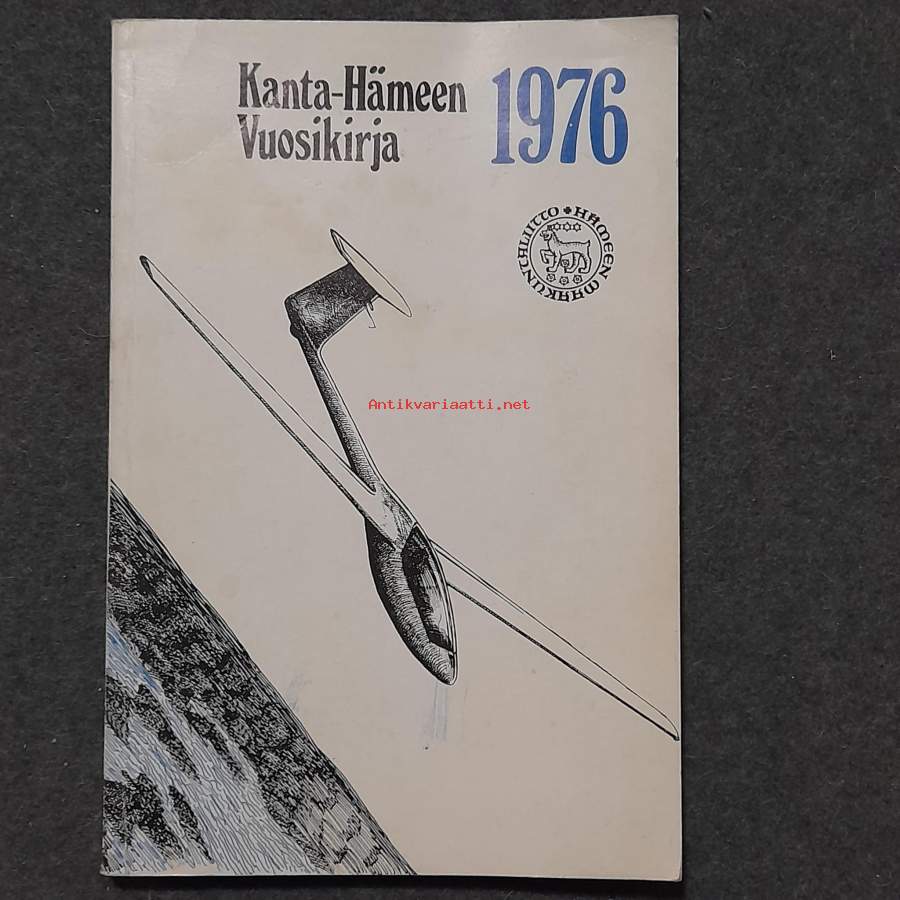 Kanta-Hämeen
Vuosikirja
1976
HÄMEEN MAAKUNTALIITTO
Antikvariaatti.net